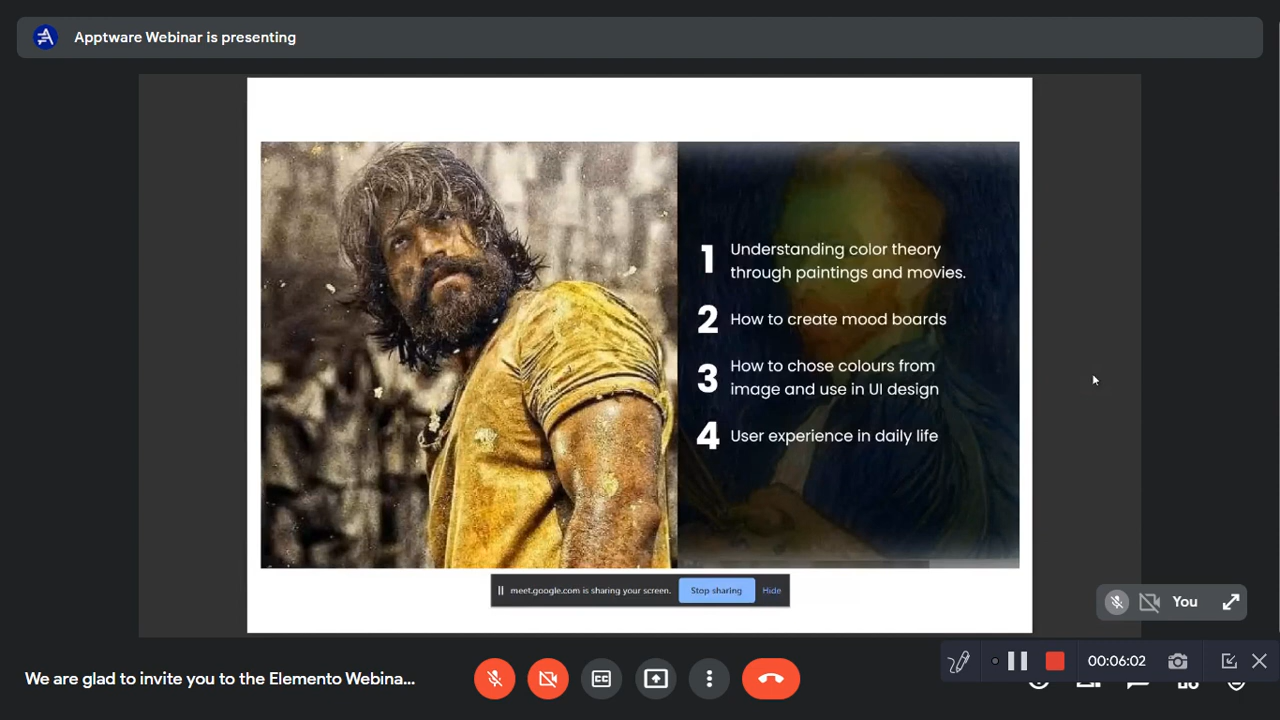 Apptware Webinar is presenting
1 Understanding color theory
through paintings and movies.
2 How to create mood boards
3 How to chose colours from
image and use in UI design
4 User experience in daily life
meet.google.com is sharing your screen. Stop sharing Hide
You
We are glad to invite you to the Elemento Webina...
CC
00:06:02